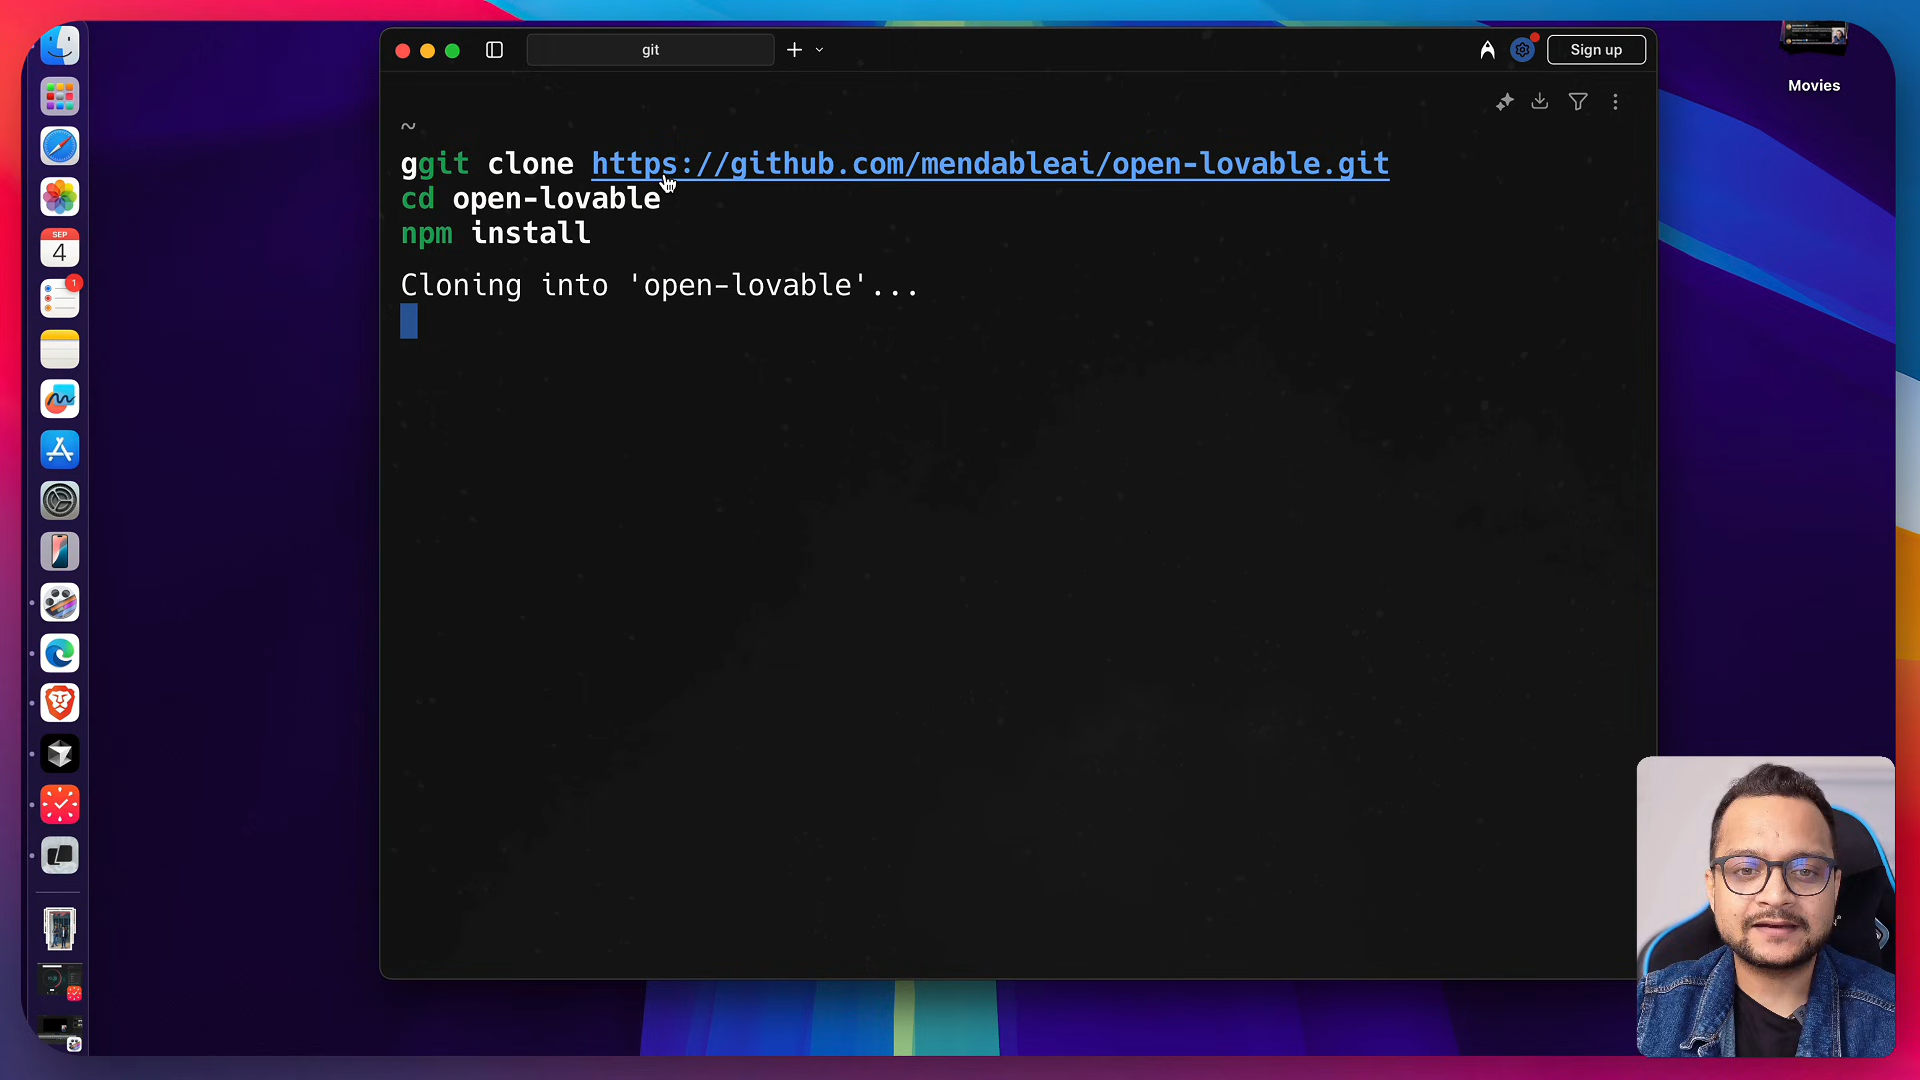 git
Sign up
Movies
~
ggit clone https://github.com/mendableai/open-lovable.git
cd open-lovable
npm install
Cloning into 'open-lovable'...
SEP
4
1